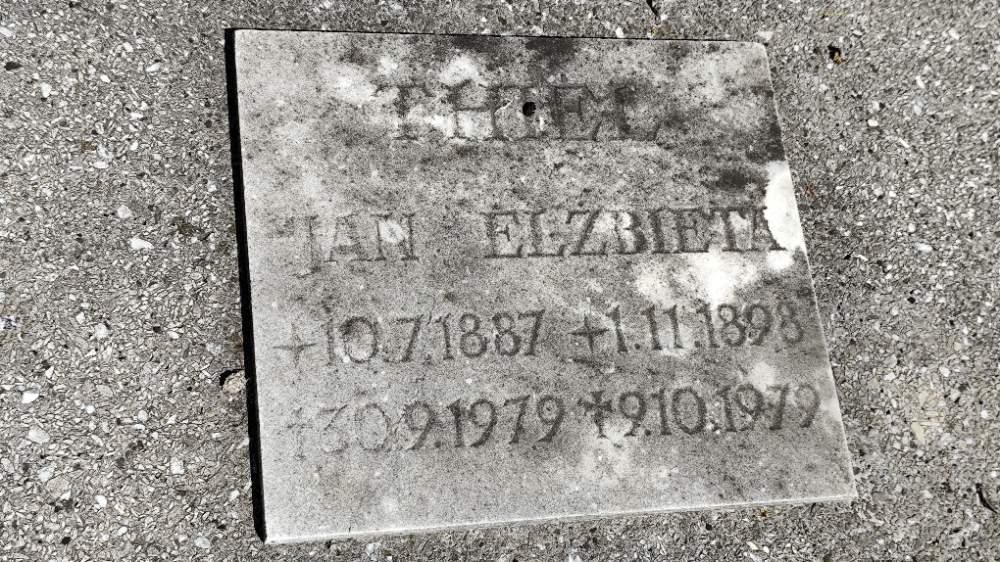 THIEL
JAN ELŻBIETA
+10.7.1887 +1.11.1898
†30.9.1979 †9.10.1979